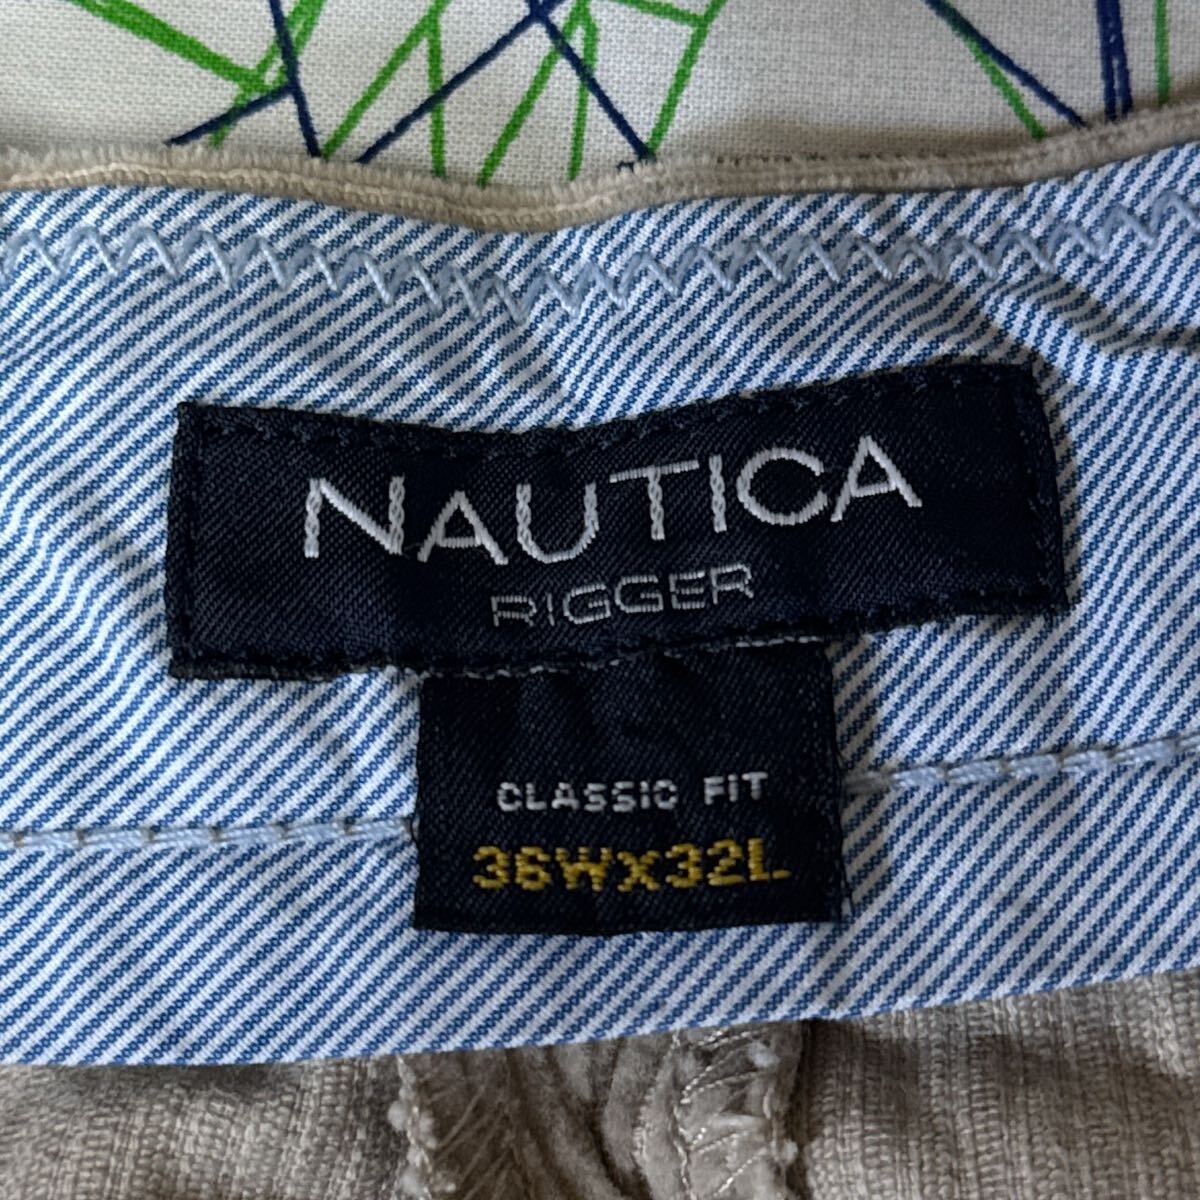 NAUTICA
RIGGER
CLASSIC FIT
36WX32L